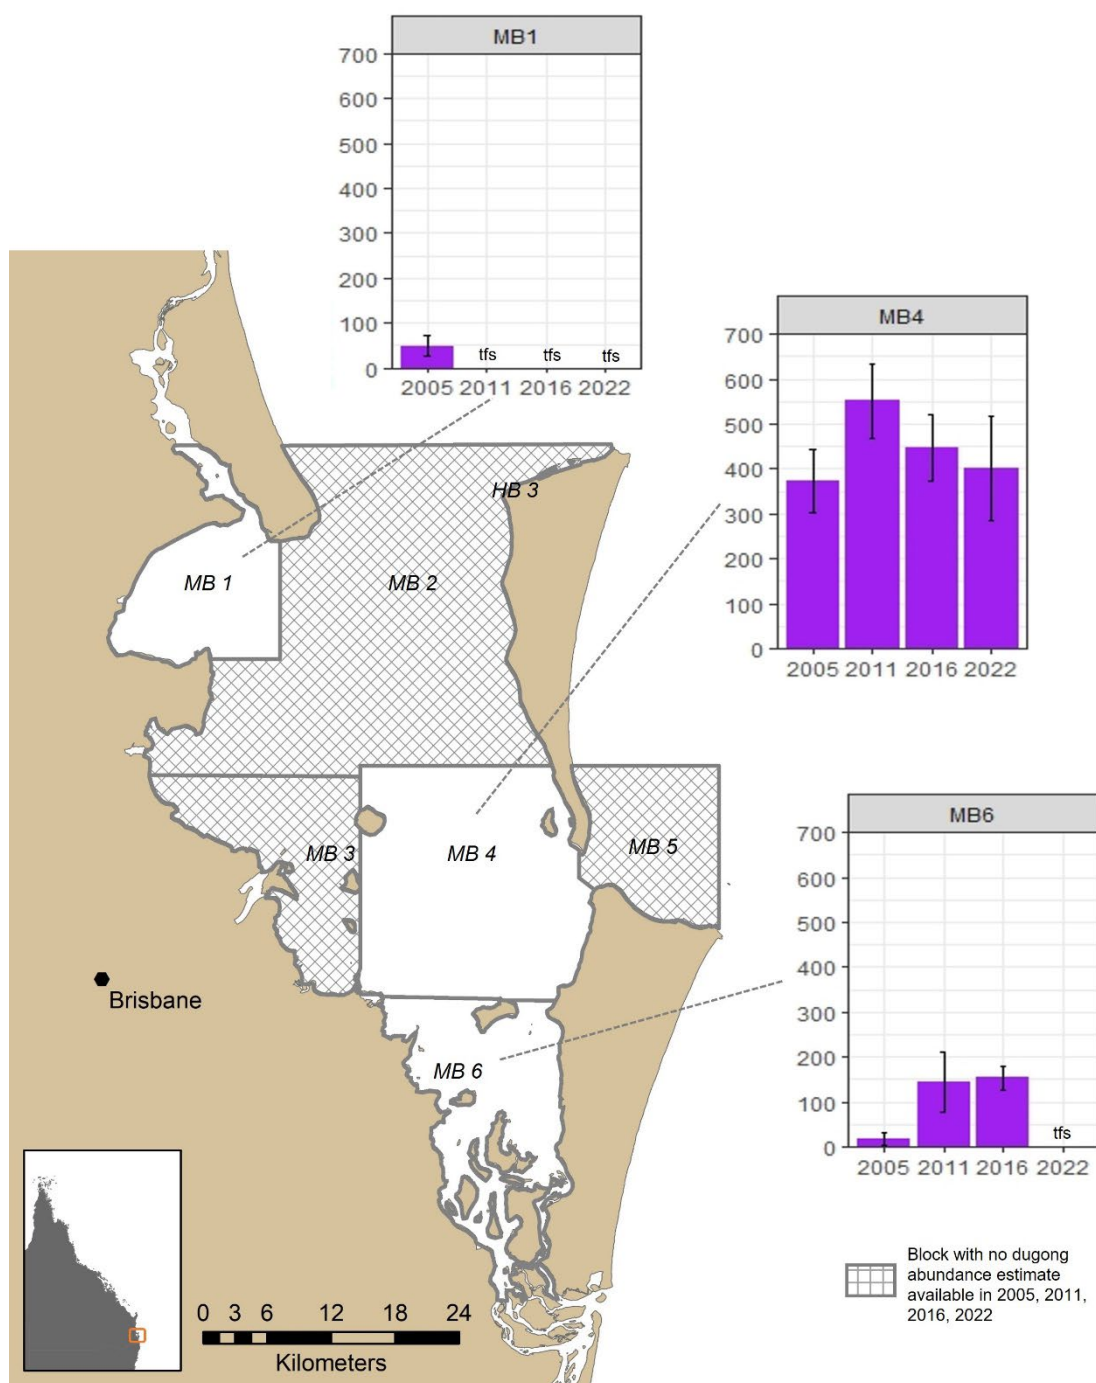 MB1
700
600
500
400
300
200
100
0
tfs tfs tfs
2005 2011 2016 2022
MB4
700
600
500
400
300
200
100
0
2005 2011 2016 2022
HB 3
MB 1
MB 2
MB 3
MB 4
MB 5
MB6
700
600
500
400
300
200
100
0
tfs
2005 2011 2016 2022
Brisbane
MB 6
0 3 6 12 18 24
Kilometers
Block with no dugong
abundance estimate
available in 2005, 2011,
2016, 2022